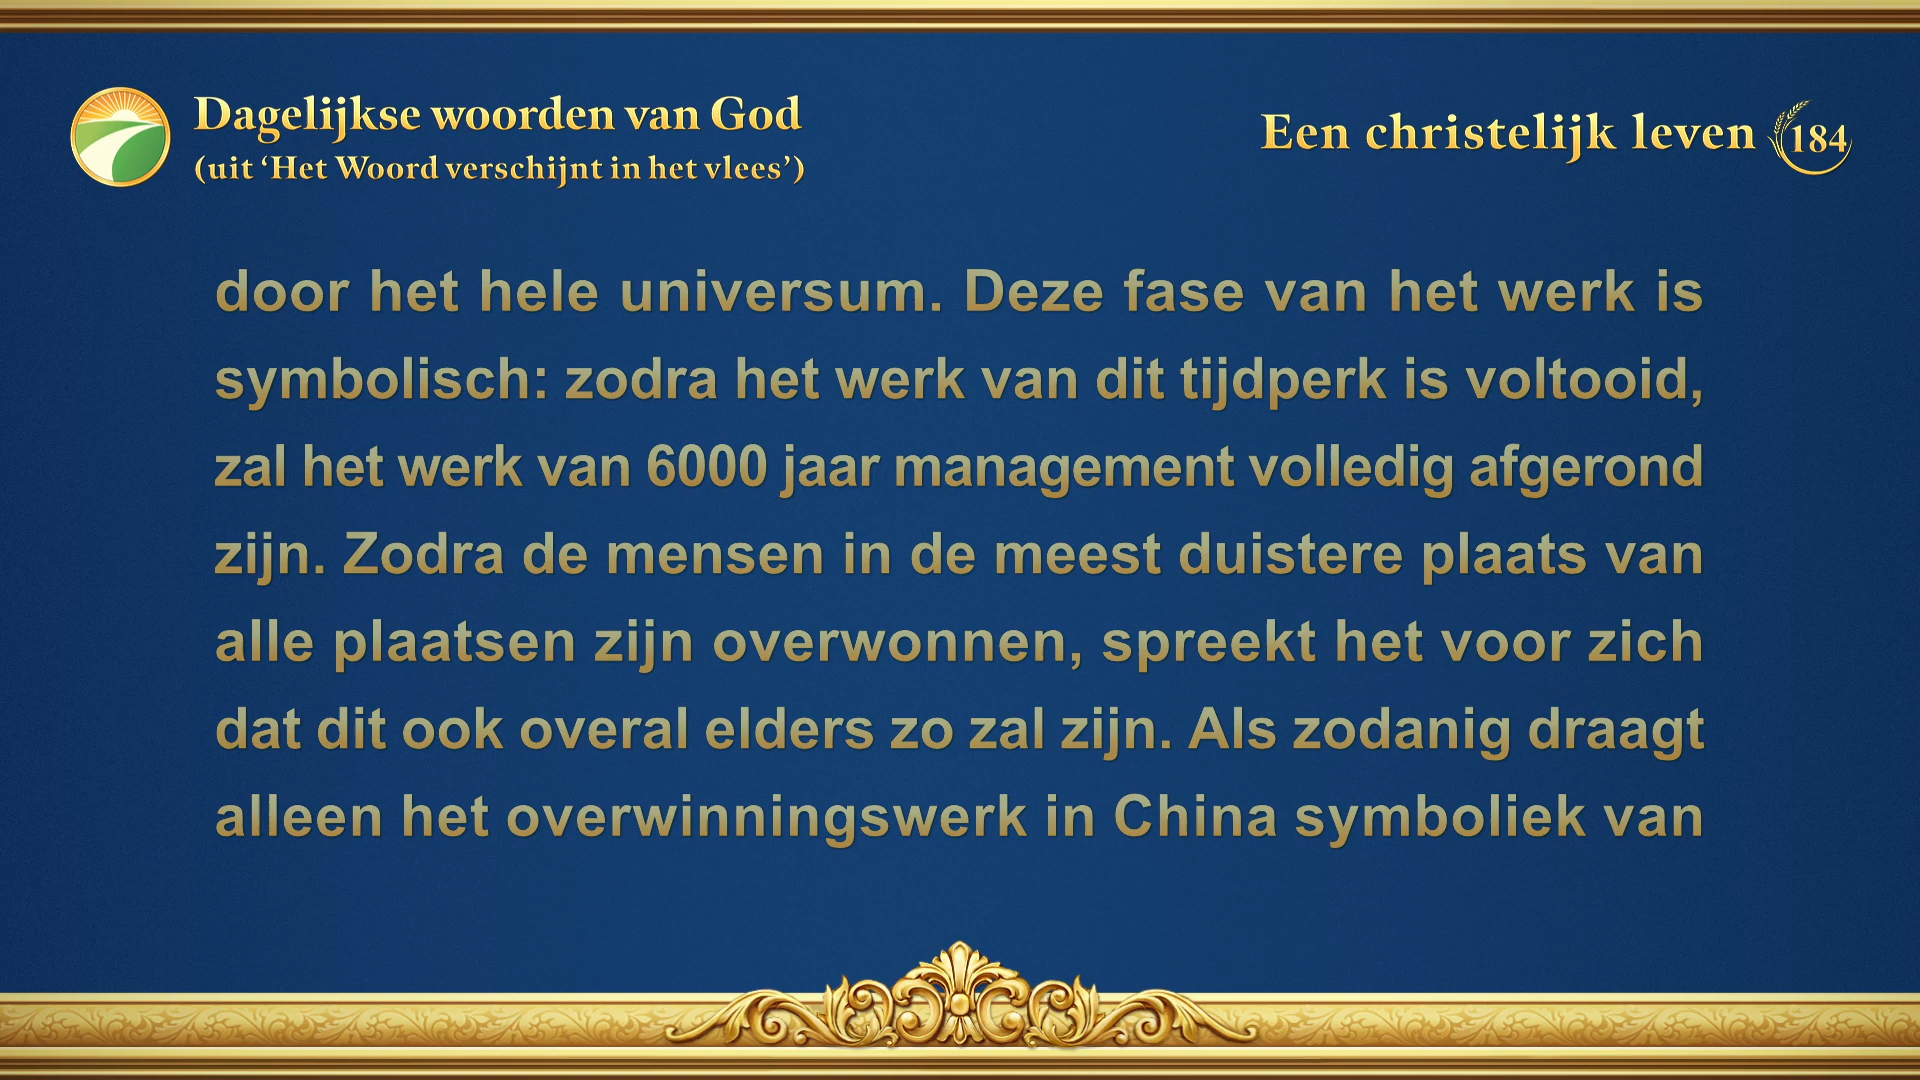 Dagelijkse woorden van God
(uit ‘Het Woord verschijnt in het vlees’)
Een christelijk leven 184
door het hele universum. Deze fase van het werk is
symbolisch: zodra het werk van dit tijdperk is voltooid,
zal het werk van 6000 jaar management volledig afgerond
zijn. Zodra de mensen in de meest duistere plaats van
alle plaatsen zijn overwonnen, spreekt het voor zich
dat dit ook overal elders zo zal zijn. Als zodanig draagt
alleen het overwinningswerk in China symboliek van